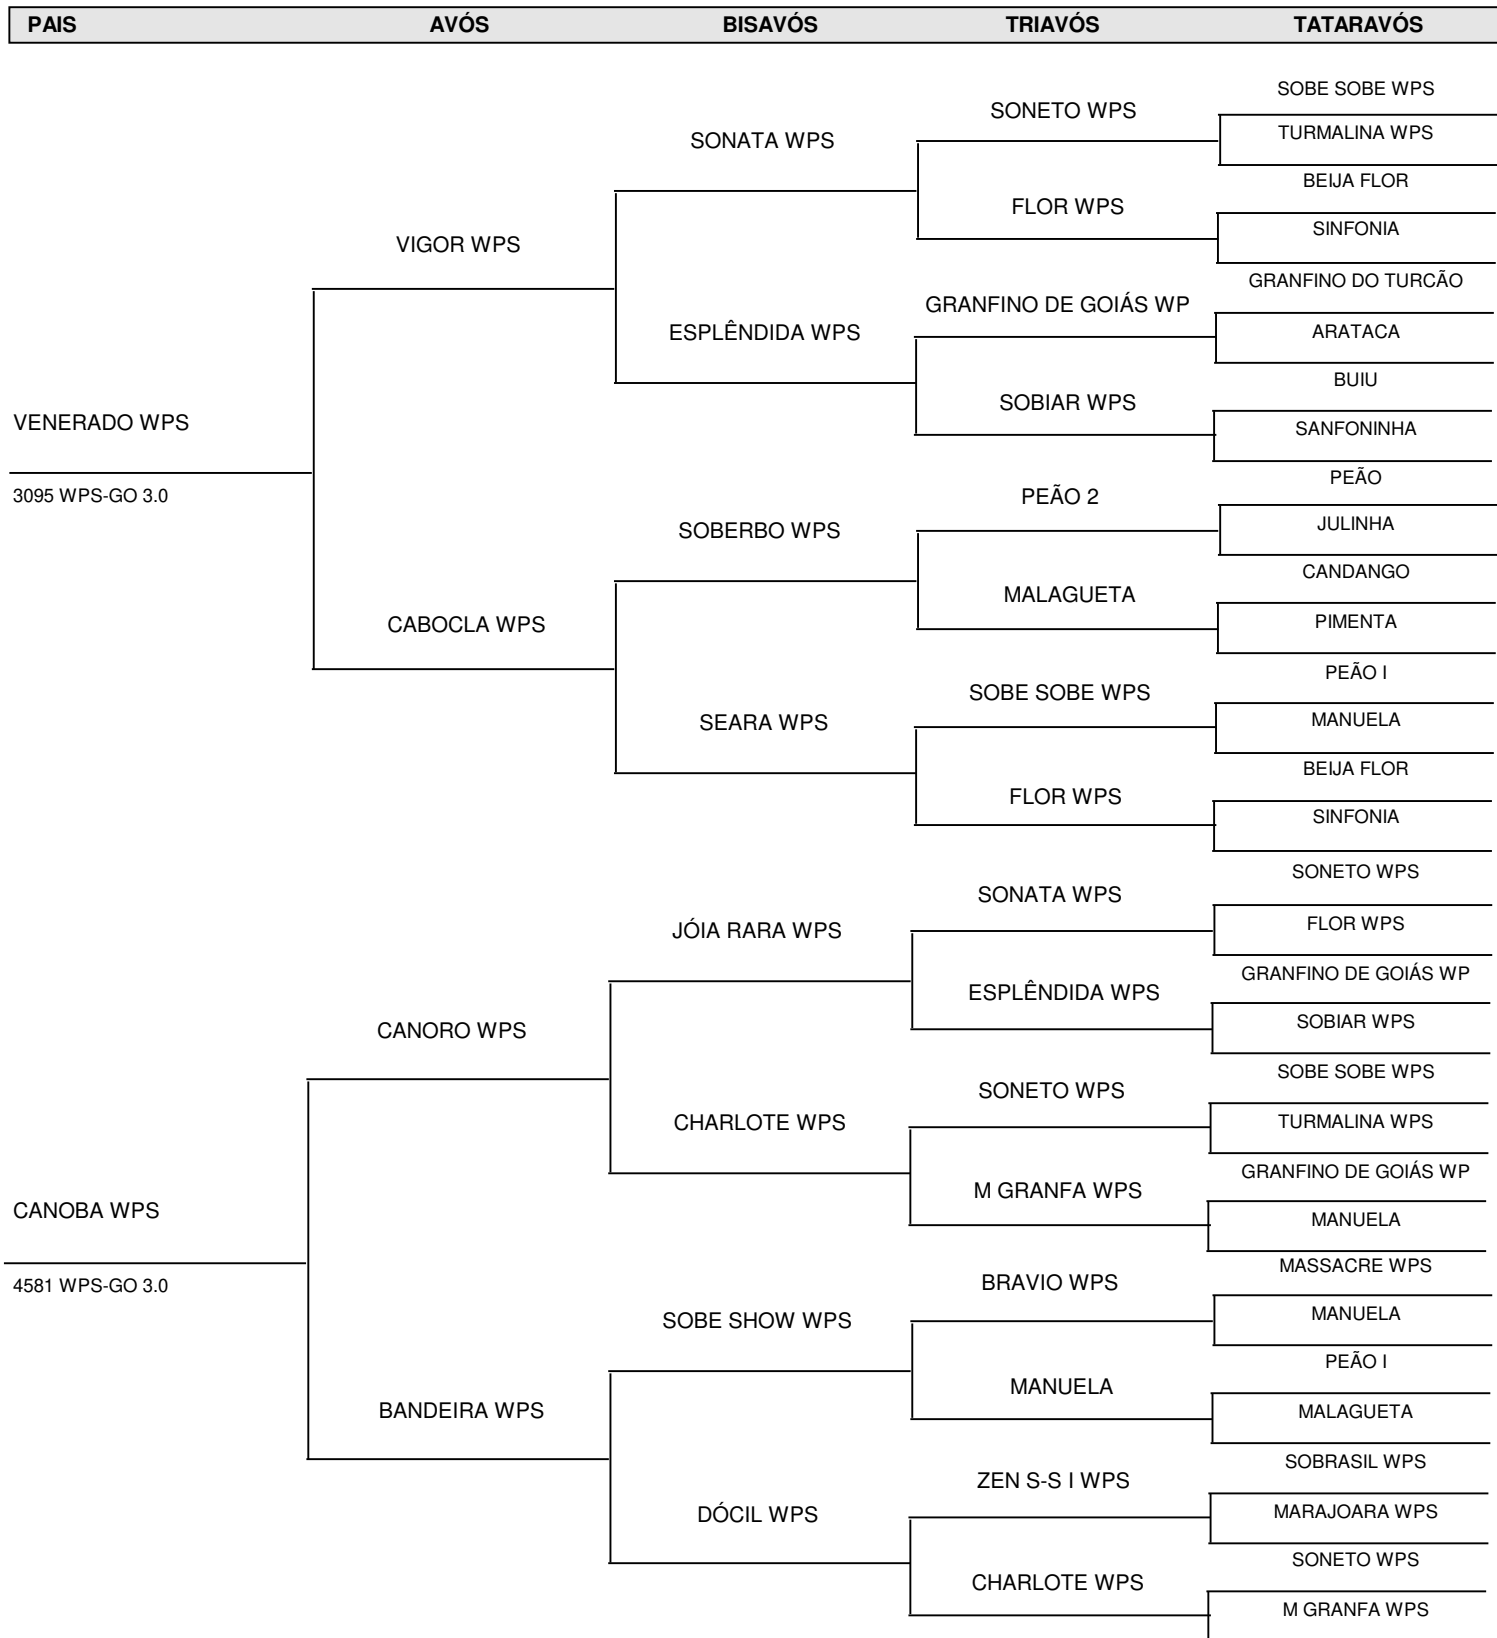 PAIS AVÓS BISAVÓS TRIAVÓS TATARAVÓS
SOBE SOBE WPS
SONETO WPS
TURMALINA WPS
SONATA WPS
BEIJA FLOR
FLOR WPS
SINFONIA
VIGOR WPS
GRANFINO DO TURCÃO
GRANFINO DE GOIÁS WP
ARATACA
ESPLÊNDIDA WPS
BUIU
SOBIAR WPS
SANFONINHA
VENERADO WPS
3095 WPS-GO 3.0
PEÃO
PEÃO 2
JULINHA
SOBERBO WPS
CANDANGO
MALAGUETA
PIMENTA
CABOCLA WPS
PEÃO I
SOBE SOBE WPS
MANUELA
SEARA WPS
BEIJA FLOR
FLOR WPS
SINFONIA
SONETO WPS
SONATA WPS
FLOR WPS
JÓIA RARA WPS
GRANFINO DE GOIÁS WP
ESPLÊNDIDA WPS
SOBIAR WPS
CANORO WPS
SOBE SOBE WPS
SONETO WPS
TURMALINA WPS
CHARLOTE WPS
GRANFINO DE GOIÁS WP
M GRANFA WPS
MANUELA
CANOBA WPS
4581 WPS-GO 3.0
MASSACRE WPS
BRAVIO WPS
MANUELA
SOBE SHOW WPS
PEÃO I
MANUELA
MALAGUETA
BANDEIRA WPS
SOBRASIL WPS
ZEN S-S I WPS
MARAJOARA WPS
DÓCIL WPS
SONETO WPS
CHARLOTE WPS
M GRANFA WPS